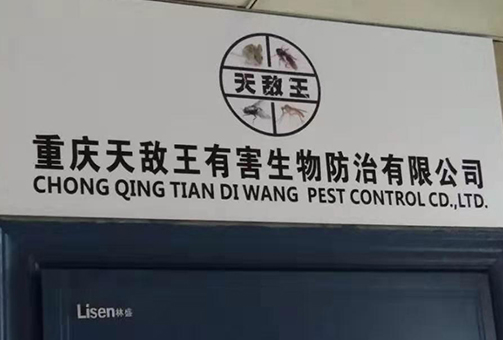 天敌王
重庆天敌王有害生物防治有限公司
CHONG QING TIAN DI WANG PEST CONTROL CD.,LTD.
Lisen林盛